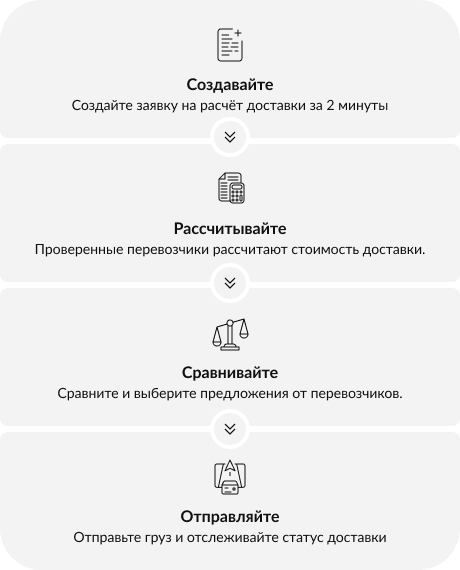 Создавайте
Создайте заявку на расчёт доставки за 2 минуты
Рассчитывайте
Проверенные перевозчики рассчитают стоимость доставки.
Сравнивайте
Сравните и выберите предложения от перевозчиков.
Отправляйте
Отправьте груз и отслеживайте статус доставки